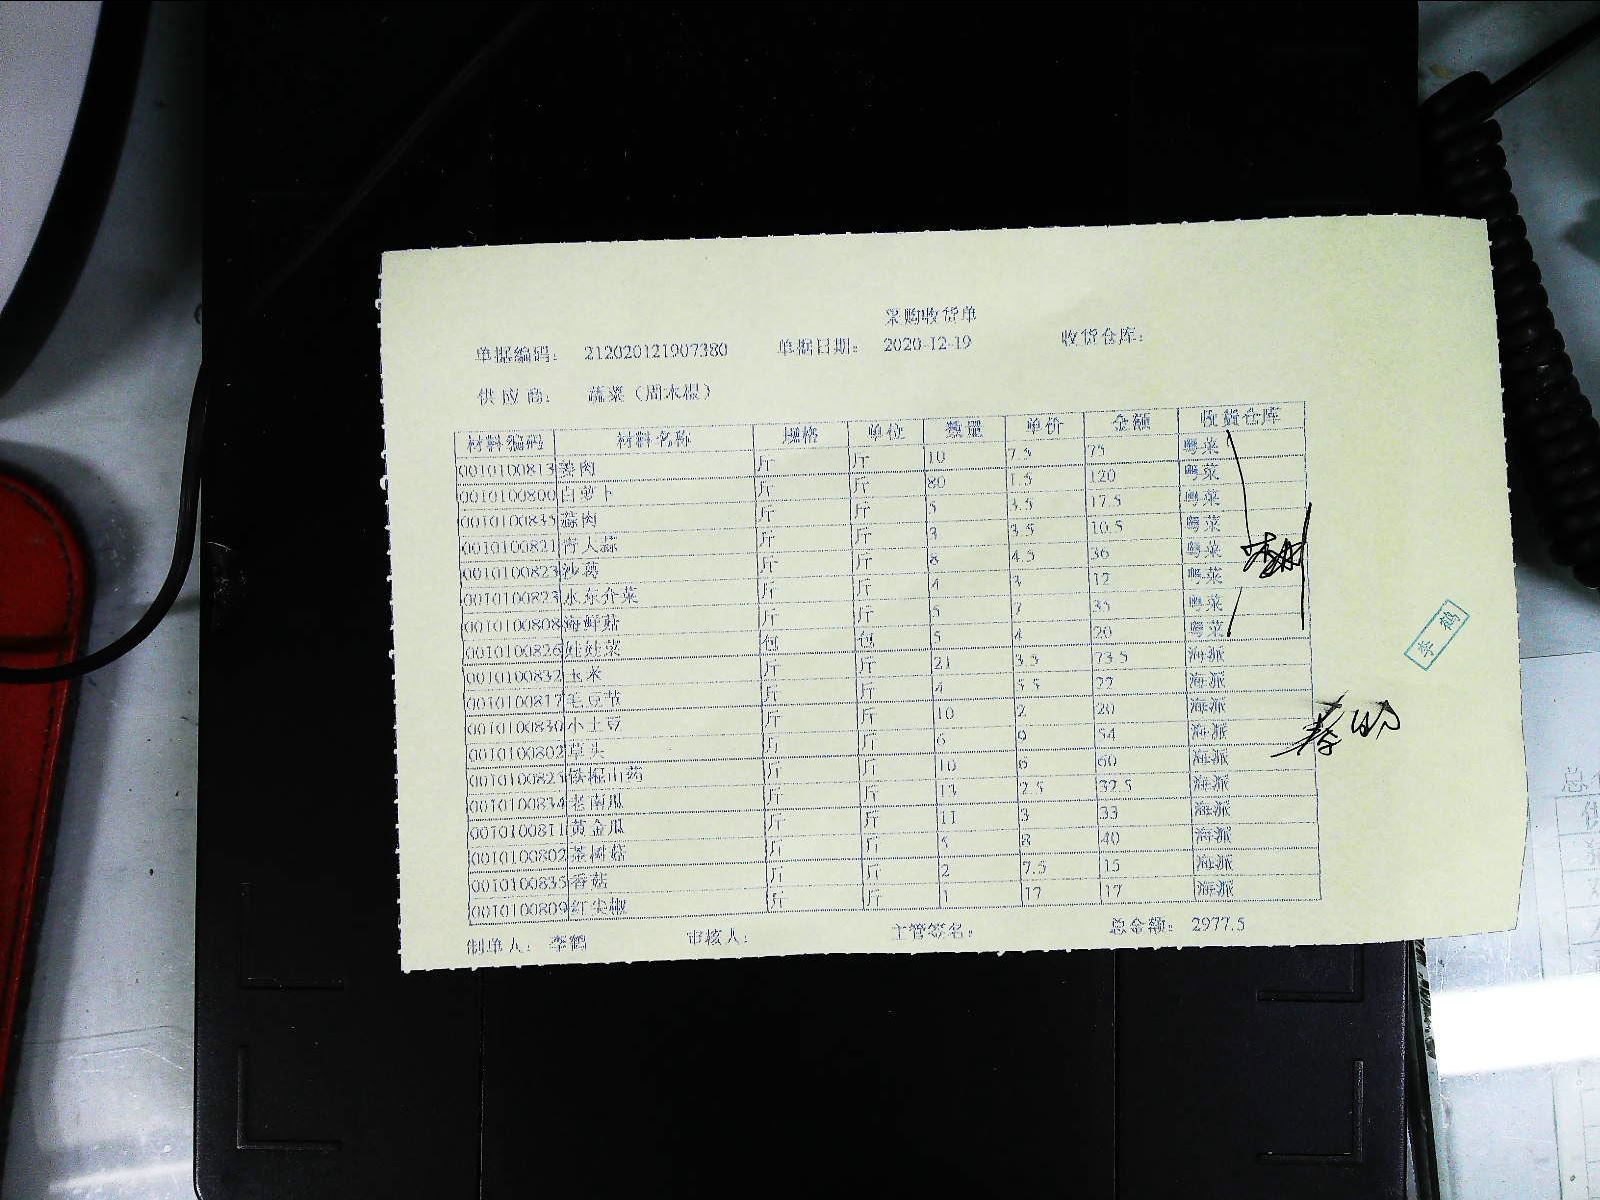 采购收货单
单据编码: 212020121907380 单据日期: 2020-12-19 收货仓库:
供应商: 蔬菜（周木根）
材料编码 材料名称 规格 单位 数量 单价 金额 收货仓库
0010100813 姜肉 斤 斤 10 7.5 75 粤菜
0010100800 白萝卜 斤 斤 80 1.5 120 粤菜
0010100835 蒜肉 斤 斤 5 3.5 17.5 粤菜
0010100821 青大蒜 斤 斤 3 3.5 10.5 粤菜
0010100823 沙葛 斤 斤 8 4.5 36 粤菜
0010100823 水东介菜 斤 斤 4 3 12 粤菜
0010100808 海鲜菇 斤 斤 5 7 35 粤菜
0010100826 娃娃菜 包 包 5 4 20 粤菜
0010100832 玉米 斤 斤 21 3.5 73.5 海派
0010100817 毛豆节 斤 斤 4 5.5 22 海派
0010100830 小土豆 斤 斤 10 2 20 海派
0010100802 草头 斤 斤 6 9 54 海派
0010100825 铁棍山药 斤 斤 10 6 60 海派
0010100834 老南瓜 斤 斤 13 2.5 32.5 海派
0010100811 黄金瓜 斤 斤 11 3 33 海派
0010100802 茶树菇 斤 斤 5 8 40 海派
0010100835 香菇 斤 斤 2 7.5 15 海派
0010100809 红尖椒 斤 斤 1 17 17 海派
制单人: 李鹤 审核人: 主管签名: 总金额: 2977.5
李鹤